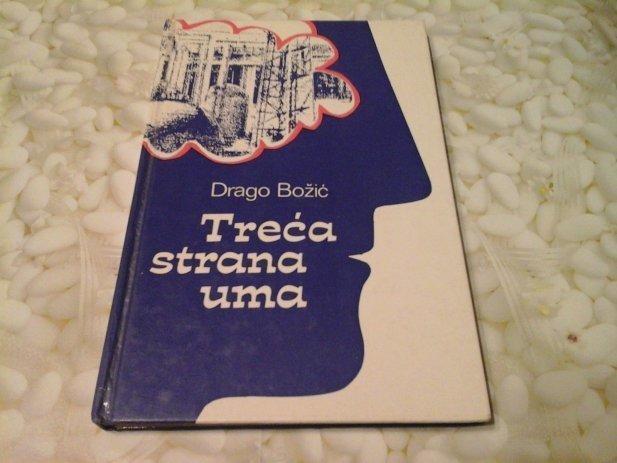 Drago Božić
Treća
strana
uma